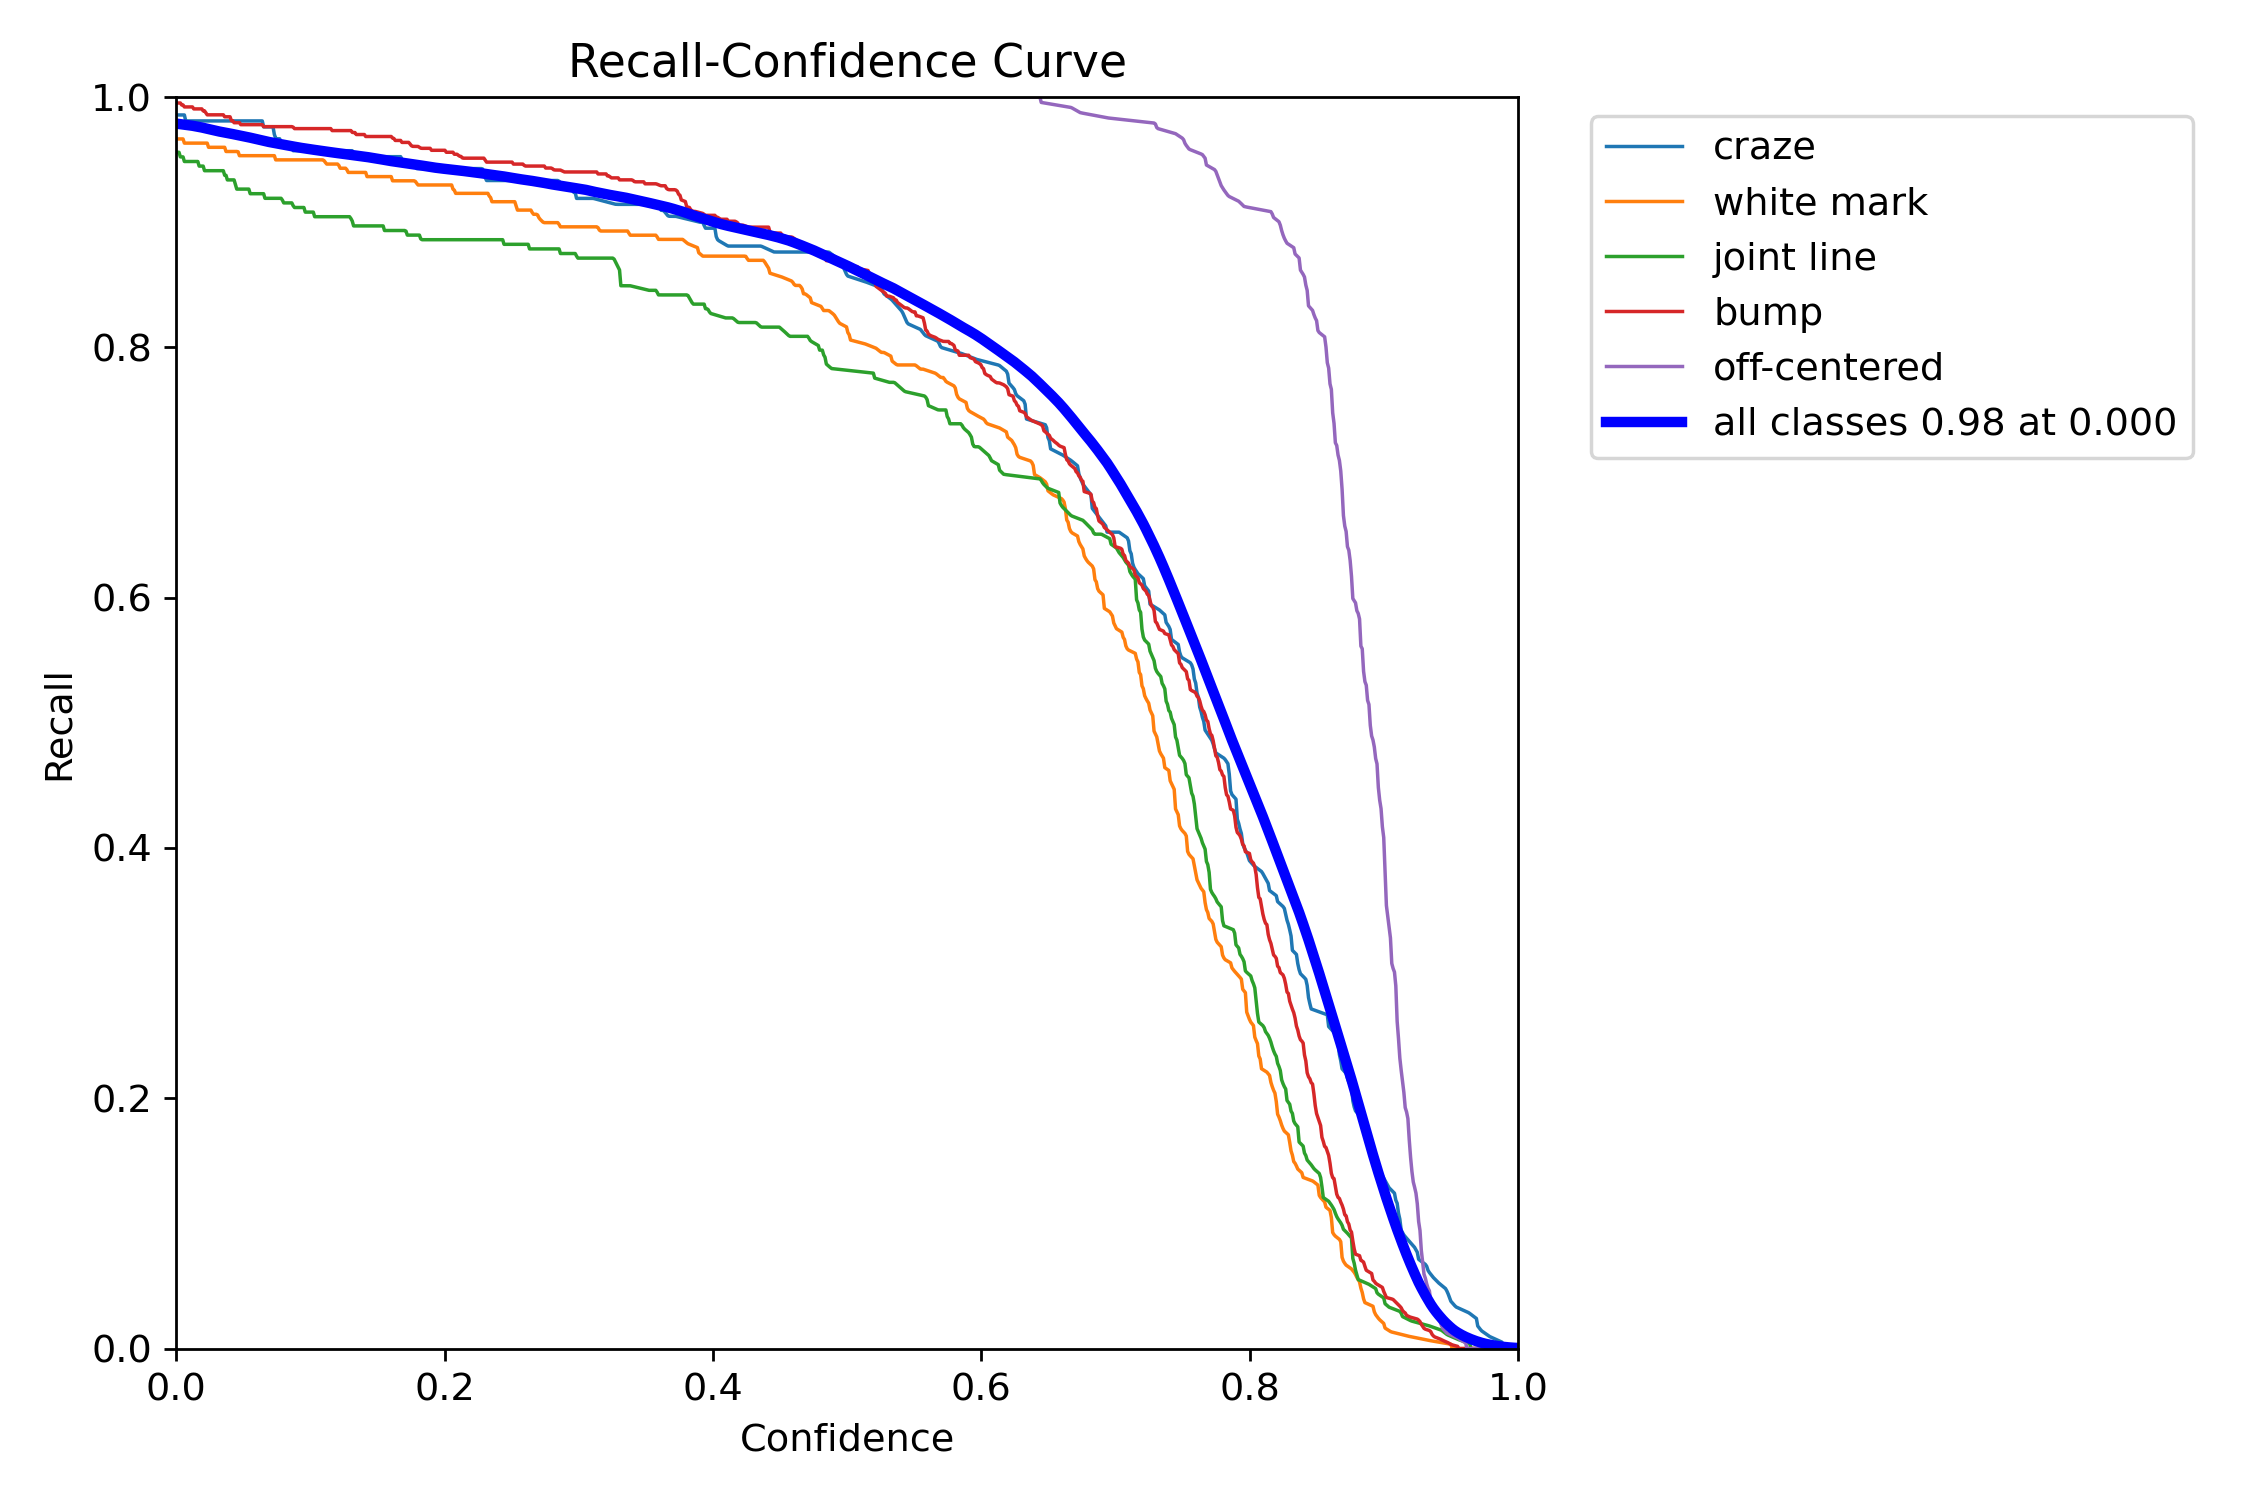 Recall-Confidence Curve
1.0
0.8
0.6
0.4
0.2
0.0
Recall
0.0 0.2 0.4 0.6 0.8 1.0
Confidence
craze
white mark
joint line
bump
off-centered
all classes 0.98 at 0.000